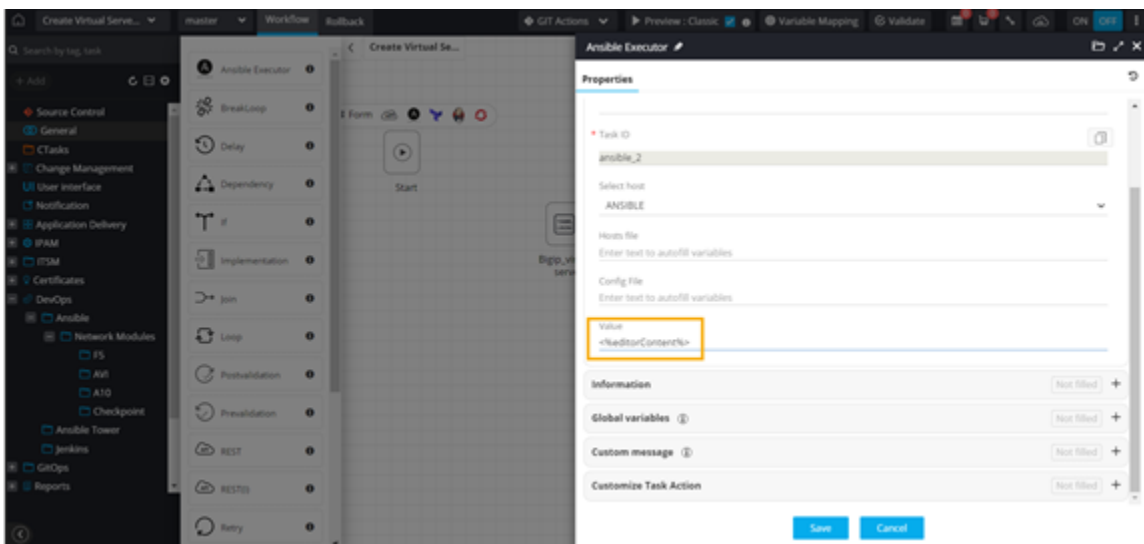 Create Virtual Serve...
master
Workflow
Rollback
GIT Actions
Preview : Classic
Variable Mapping
Validate
ON
OFF
Search by tag, task
+ Add
Source Control
General
CTasks
Change Management
User interface
Notification
Application Delivery
IPAM
ITSM
Certificates
DevOps
Ansible
Network Modules
F5
AVI
A10
Checkpoint
Ansible Tower
Jenkins
GitOps
Reports
Ansible Executor
BreakLoop
Delay
Dependency
If
Implementation
Join
Loop
Postvalidation
Prevalidation
REST
REST(I)
Retry
Create Virtual Se...
Form
Start
Bigip_vi
serv
Ansible Executor
Properties
* Task ID
ansible_2
Select host
ANSIBLE
Hosts file
Enter text to autofill variables
Config File
Enter text to autofill variables
Value
<%editorContent%>
Information
Not filled +
Global variables
Not filled +
Custom message
Not filled +
Customize Task Action
Not filled +
Save
Cancel